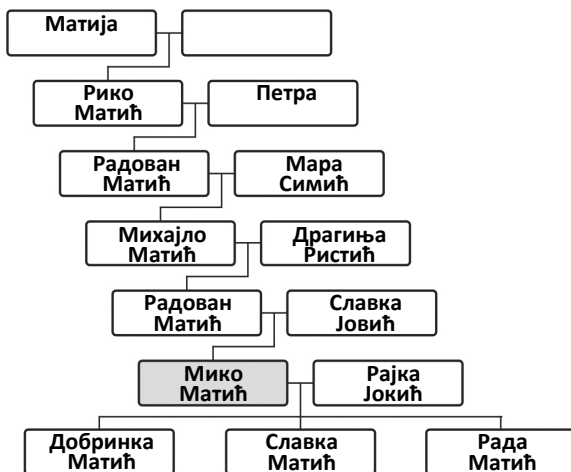 Матија
Рико
Матић
Петра
Радован
Матић
Мара
Симић
Михајло
Матић
Драгиња
Ристић
Радован
Матић
Славка
Јовић
Мико
Матић
Рајка
Јокић
Добринка
Матић
Славка
Матић
Рада
Матић